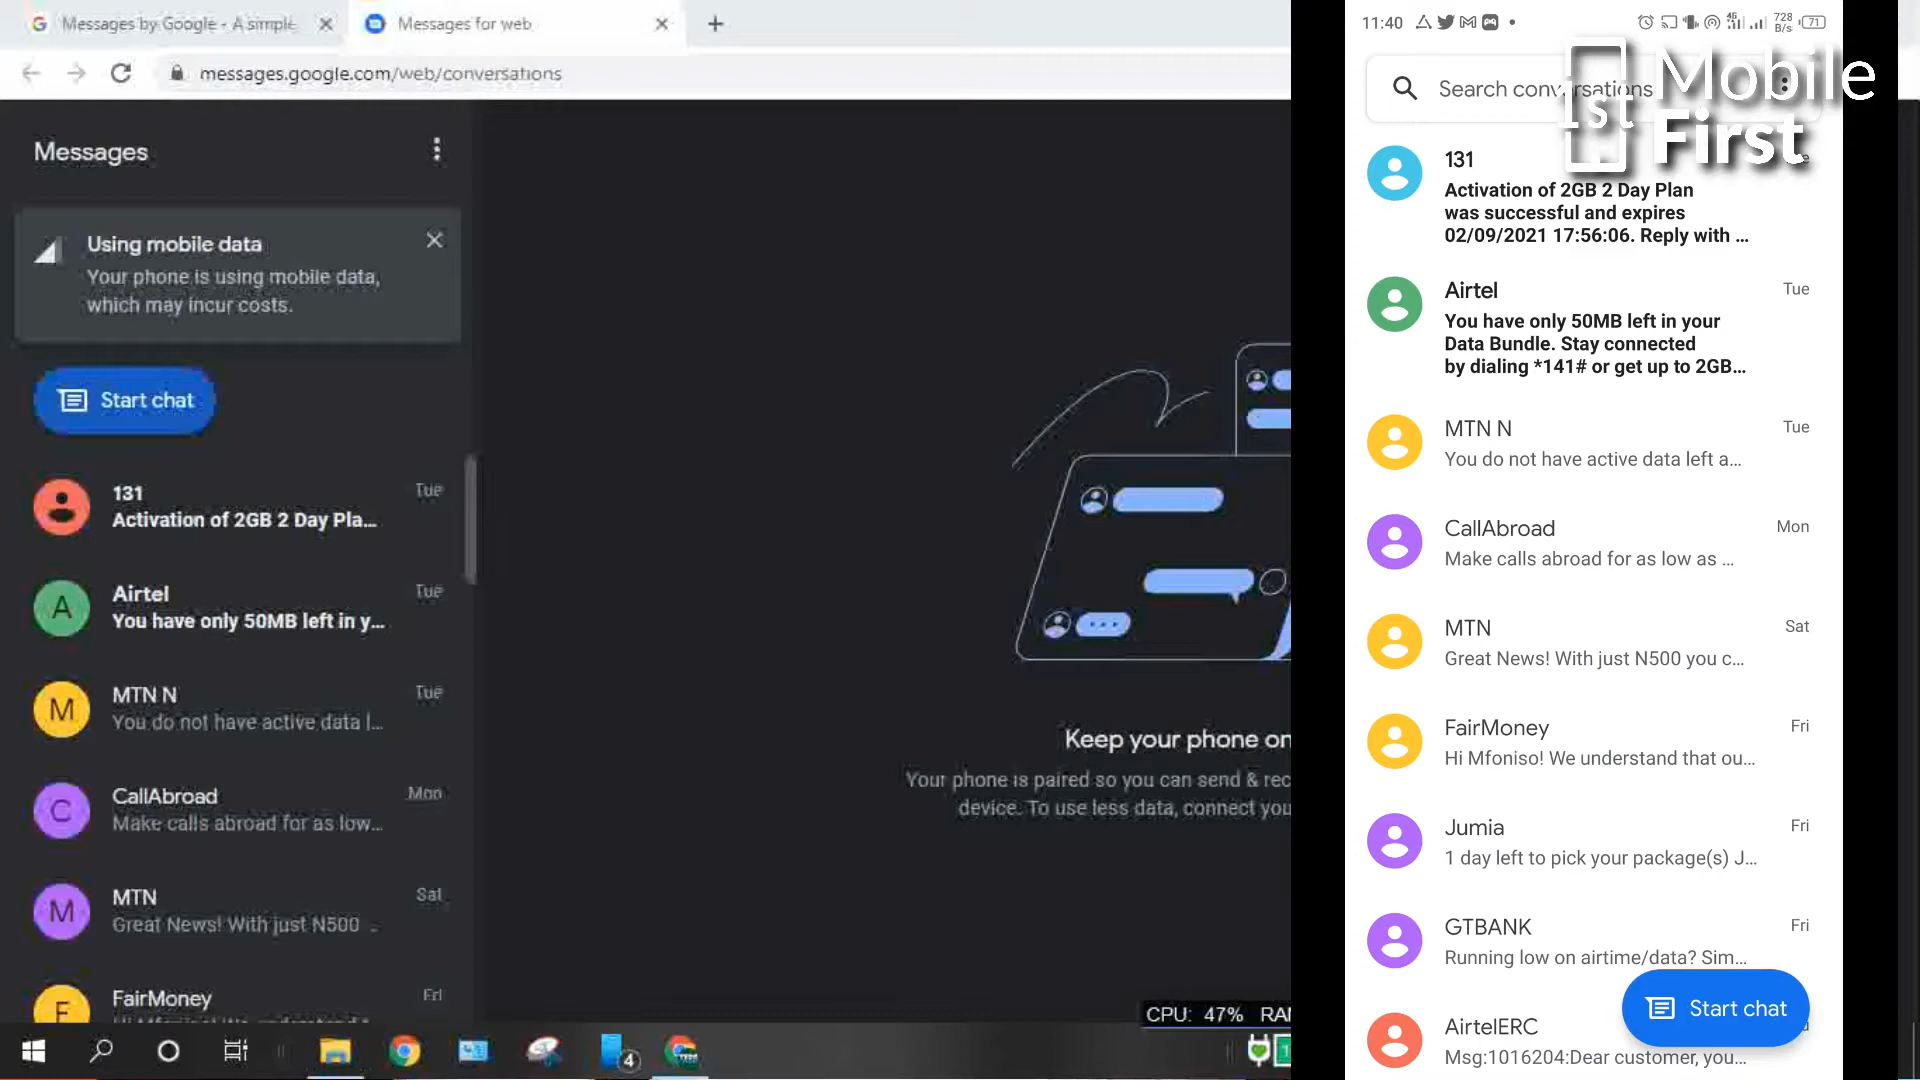 Messages by Google - A simple
Messages for web
messages.google.com/web/conversations
Messages
Using mobile data
Your phone is using mobile data,
which may incur costs.
Start chat
131
Tue
Activation of 2GB 2 Day Pla...
A
Airtel
Tue
You have only 50MB left in y...
M
MTN N
Tue
You do not have active data l...
C
CallAbroad
Mon
Make calls abroad for as low...
M
MTN
Sat
Great News! With just N500 ..
F
FairMoney
Fri
Keep your phone on
Your phone is paired so you can send & rec
device. To use less data, connect you
CPU: 47% RA
4
11:40
4G
728
B/s
71
Search conversations
1st Mobile
First
131
Activation of 2GB 2 Day Plan
was successful and expires
02/09/2021 17:56:06. Reply with ...
Airtel
Tue
You have only 50MB left in your
Data Bundle. Stay connected
by dialing *141# or get up to 2GB...
MTN N
Tue
You do not have active data left a...
CallAbroad
Mon
Make calls abroad for as low as ...
MTN
Sat
Great News! With just N500 you c...
FairMoney
Fri
Hi Mfoniso! We understand that ou...
Jumia
Fri
1 day left to pick your package(s) J...
GTBANK
Fri
Running low on airtime/data? Sim...
Start chat
AirtelERC
Msg:1016204:Dear customer, you...